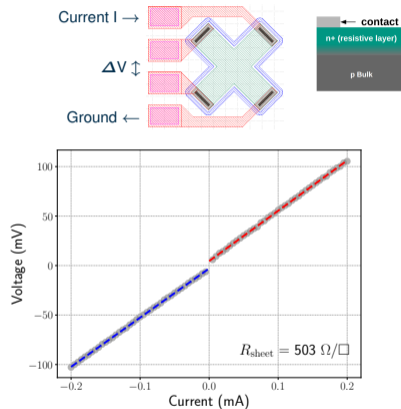 Current I →
ΔV ↕
Ground ←
contact
n+ (resistive layer)
p Bulk
Voltage (mV)
100
50
0
−50
−100
R_sheet = 503 Ω/□
−0.2
−0.1
0.0
0.1
0.2
Current (mA)